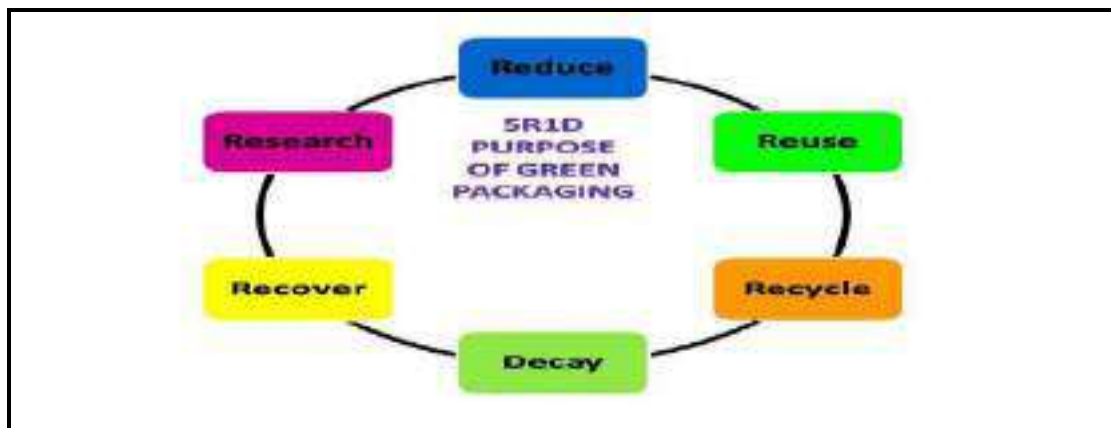 Reduce
5R1D
PURPOSE
OF GREEN
PACKAGING
Research
Reuse
Recover
Recycle
Decay